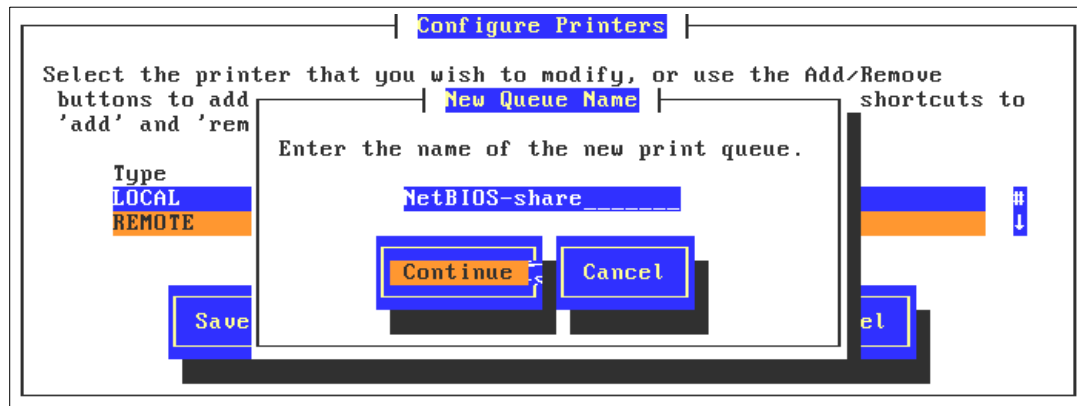 Configure Printers
Select the printer that you wish to modify, or use the Add/Remove
buttons to add shortcuts to
'add' and 'rem
New Queue Name
Enter the name of the new print queue.
Type
LOCAL #
REMOTE ↓
NetBIOS-share_______
Continue Cancel
Save el